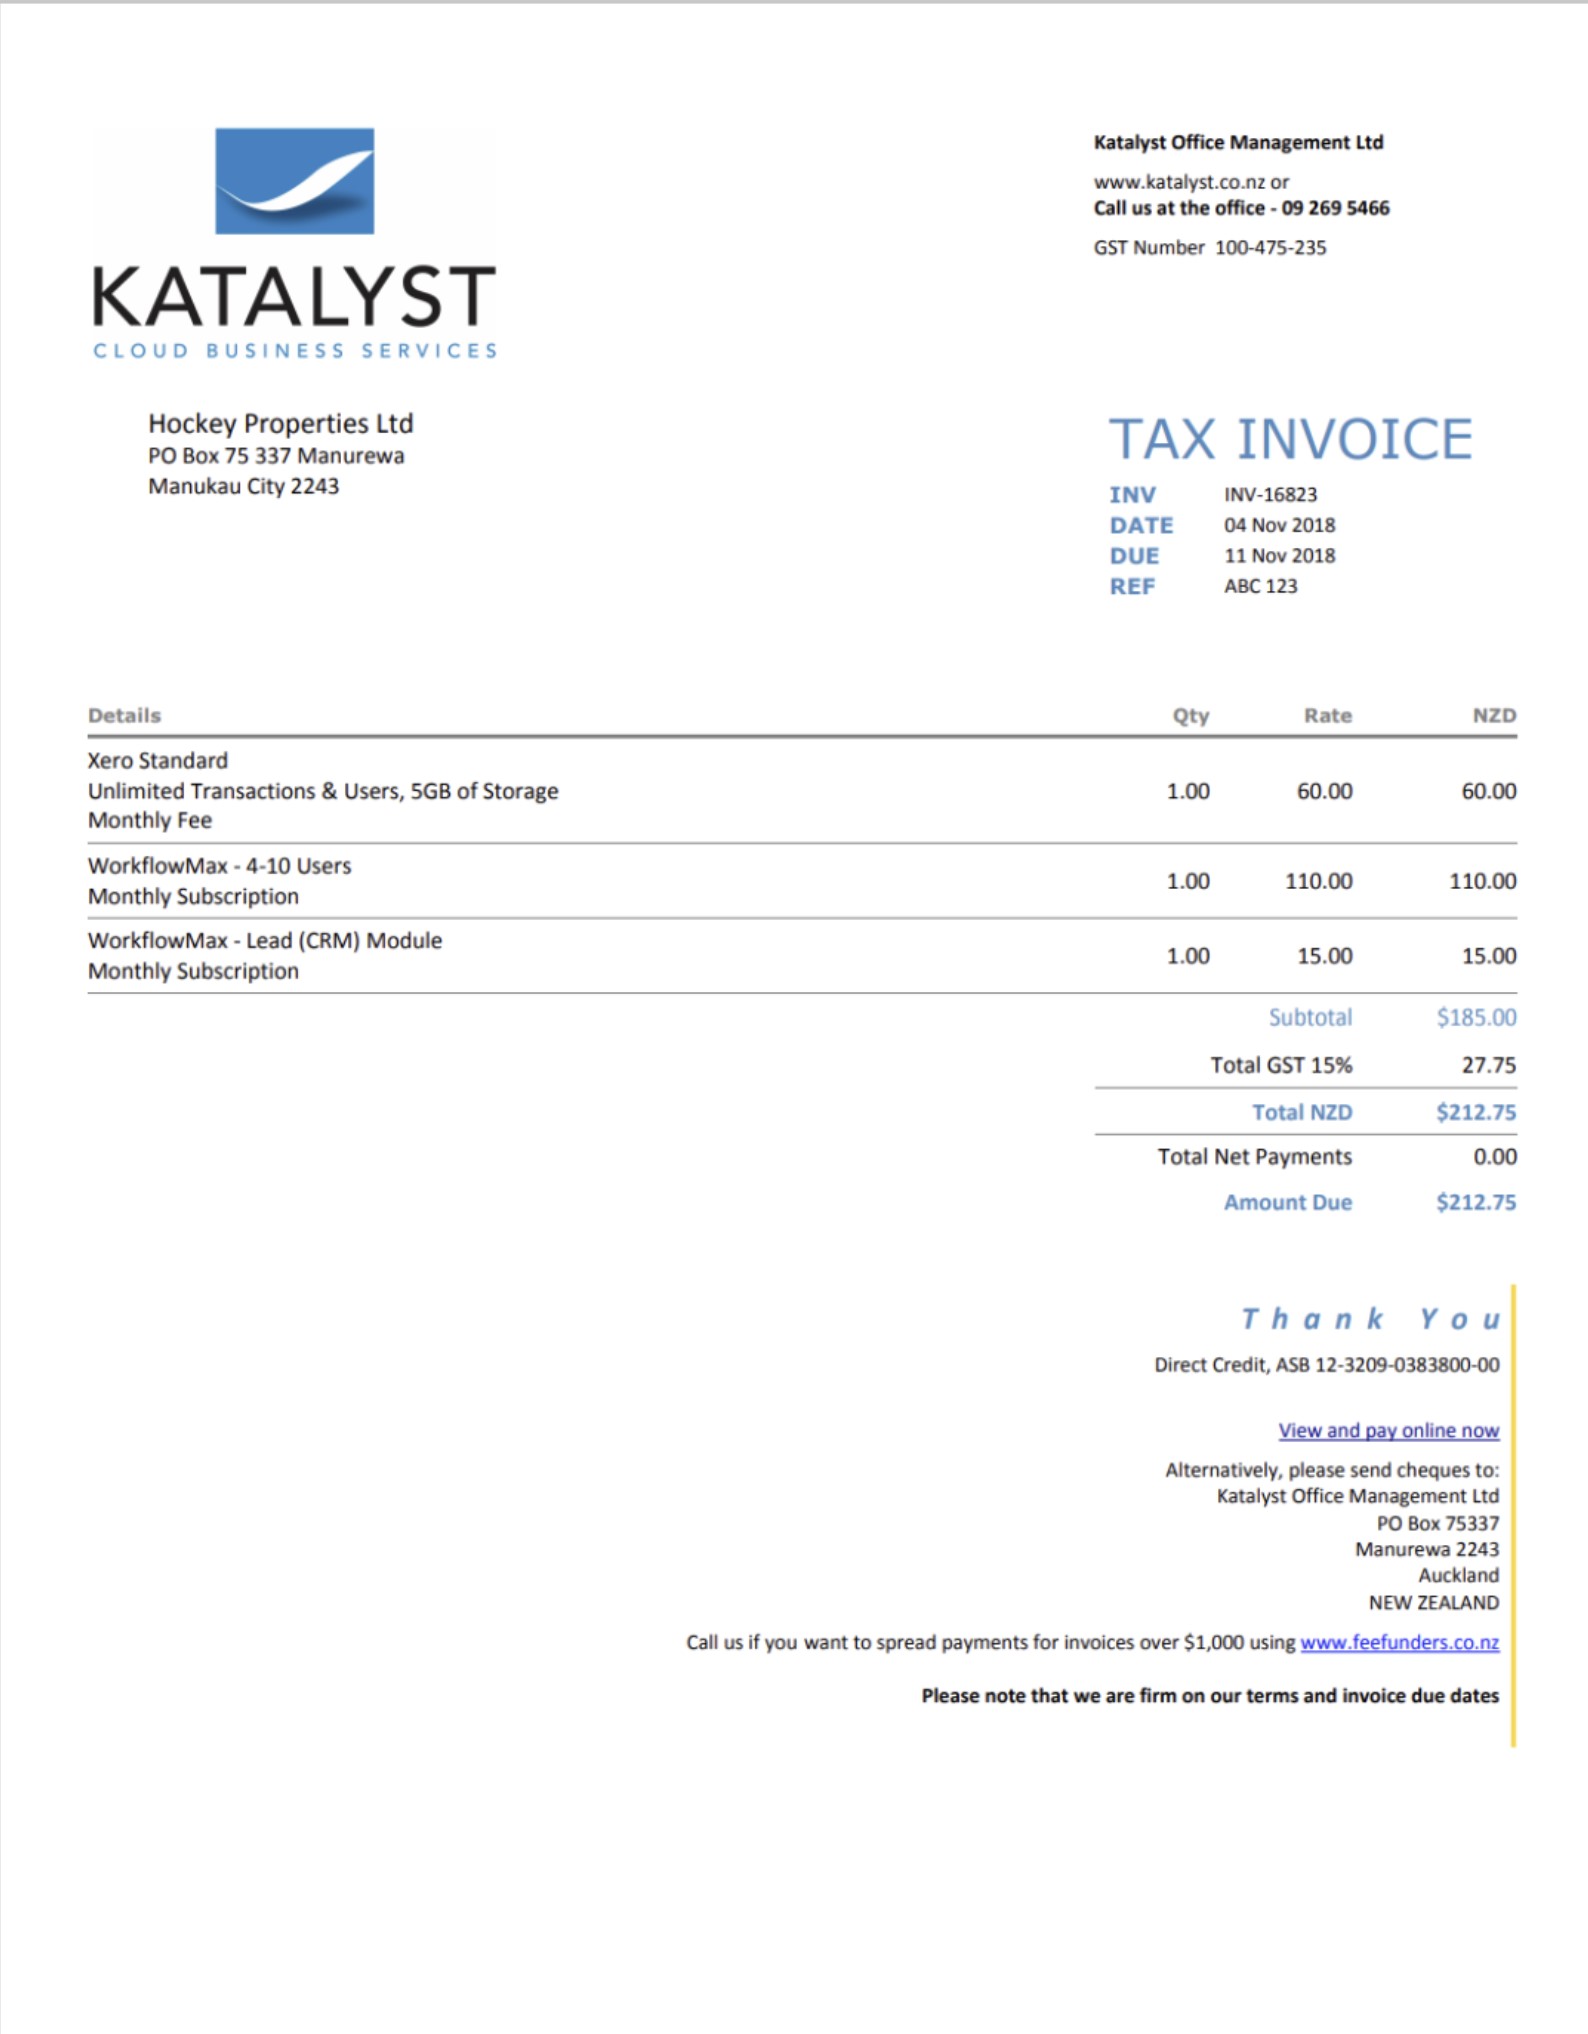 KATALYST
CLOUD BUSINESS SERVICES
Katalyst Office Management Ltd
www.katalyst.co.nz or
Call us at the office - 09 269 5466
GST Number 100-475-235
Hockey Properties Ltd
PO Box 75 337 Manurewa
Manukau City 2243
TAX INVOICE
INV INV-16823
DATE 04 Nov 2018
DUE 11 Nov 2018
REF ABC 123
Details Qty Rate NZD
Xero Standard
Unlimited Transactions & Users, 5GB of Storage 1.00 60.00 60.00
Monthly Fee
WorkflowMax - 4-10 Users
Monthly Subscription 1.00 110.00 110.00
WorkflowMax - Lead (CRM) Module
Monthly Subscription 1.00 15.00 15.00
Subtotal $185.00
Total GST 15% 27.75
Total NZD $212.75
Total Net Payments 0.00
Amount Due $212.75
Thank You
Direct Credit, ASB 12-3209-0383800-00
View and pay online now
Alternatively, please send cheques to:
Katalyst Office Management Ltd
PO Box 75337
Manurewa 2243
Auckland
NEW ZEALAND
Call us if you want to spread payments for invoices over $1,000 using www.feefunders.co.nz
Please note that we are firm on our terms and invoice due dates